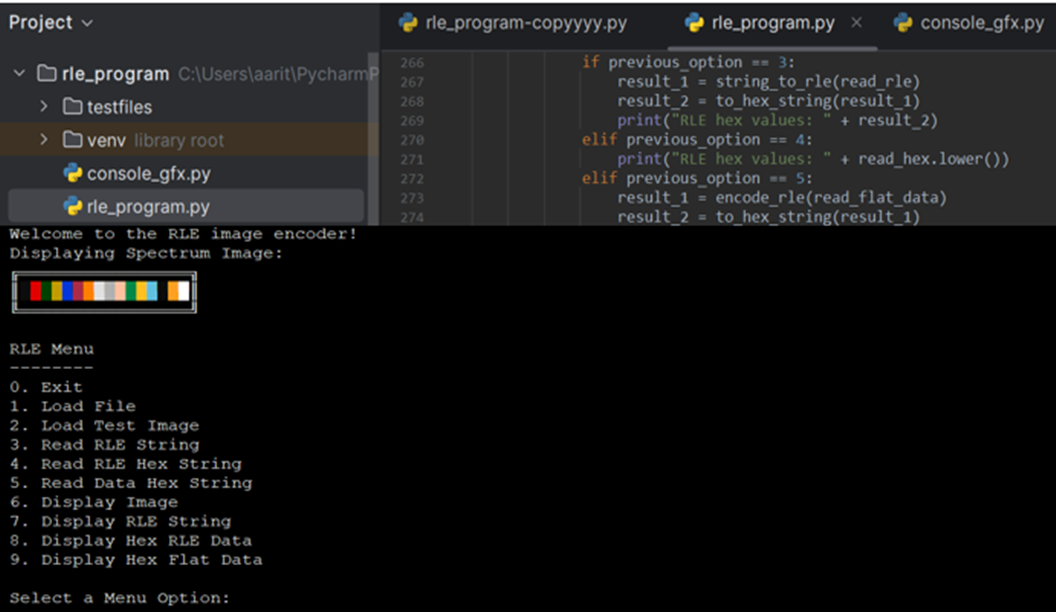 Project
rle_program-copyyyy.py rle_program.py console_gfx.py
rle_program C:\Users\aarit\PycharmP
testfiles
venv library root
console_gfx.py
rle_program.py
266 if previous_option == 3:
267 result_1 = string_to_rle(read_rle)
268 result_2 = to_hex_string(result_1)
269 print("RLE hex values: " + result_2)
270 elif previous_option == 4:
271 print("RLE hex values: " + read_hex.lower())
272 elif previous_option == 5:
273 result_1 = encode_rle(read_flat_data)
274 result_2 = to_hex_string(result_1)
Welcome to the RLE image encoder!
Displaying Spectrum Image:
RLE Menu
--------
0. Exit
1. Load File
2. Load Test Image
3. Read RLE String
4. Read RLE Hex String
5. Read Data Hex String
6. Display Image
7. Display RLE String
8. Display Hex RLE Data
9. Display Hex Flat Data
Select a Menu Option: